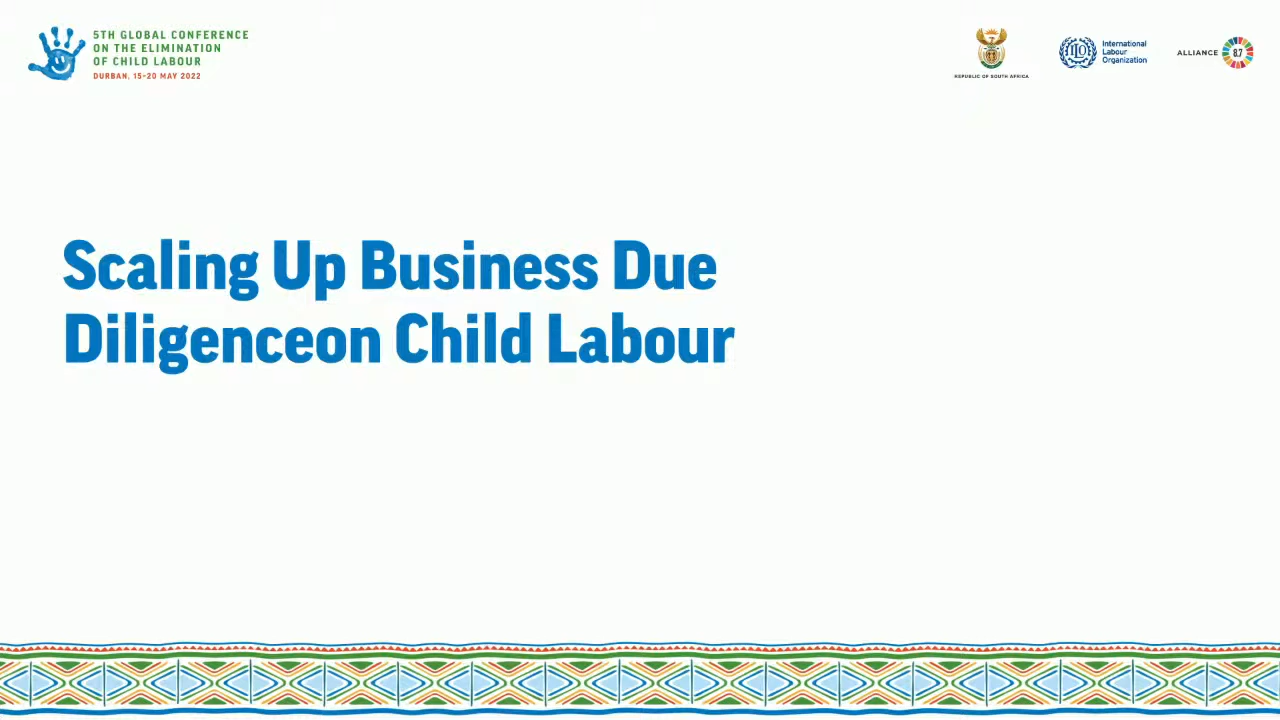 5TH GLOBAL CONFERENCE
ON THE ELIMINATION
OF CHILD LABOUR
DURBAN, 15-20 MAY 2022
REPUBLIC OF SOUTH AFRICA
International
Labour
Organization
ALLIANCE 8.7
Scaling Up Business Due
Diligenceon Child Labour